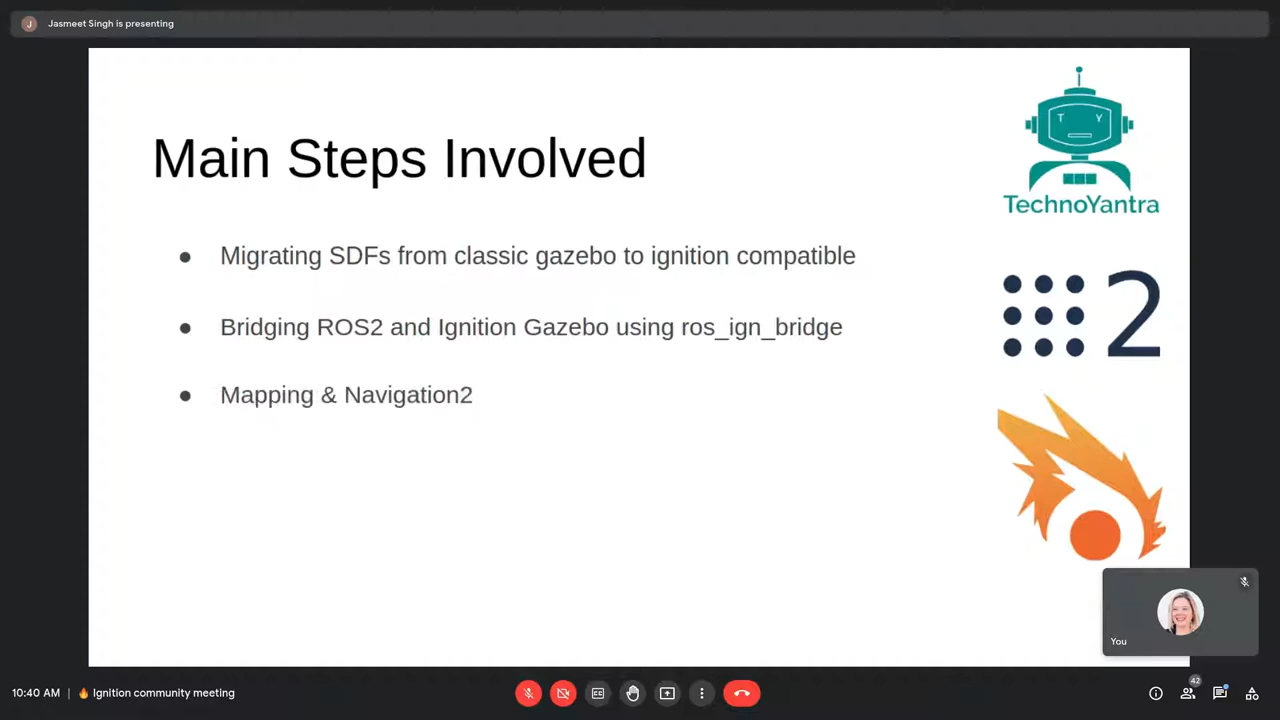 J Jasmeet Singh is presenting
T Y
TechnoYantra
Main Steps Involved
● Migrating SDFs from classic gazebo to ignition compatible
● Bridging ROS2 and Ignition Gazebo using ros_ign_bridge
● Mapping & Navigation2
2
You
10:40 AM | 🔥 Ignition community meeting
CC
42